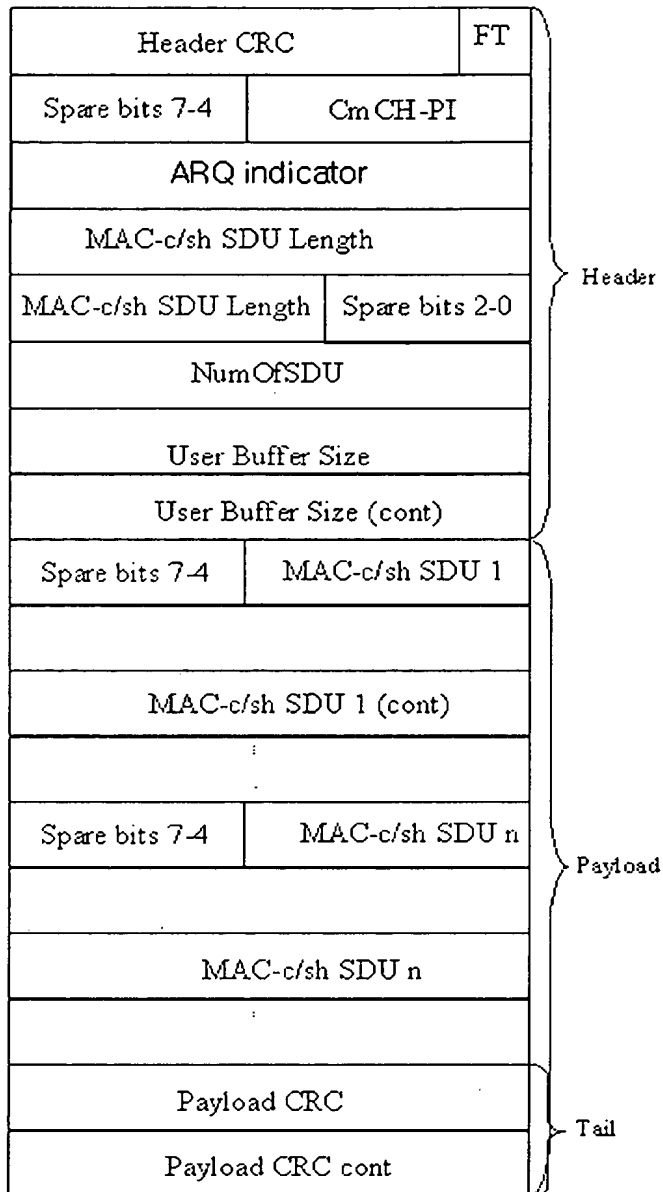 Header CRC FT
Spare bits 7-4 CmCH-PI
ARQ indicator
MAC-c/sh SDU Length
MAC-c/sh SDU Length Spare bits 2-0
Header
NumOfSDU
User Buffer Size
User Buffer Size (cont)
Spare bits 7-4 MAC-c/sh SDU 1
MAC-c/sh SDU 1 (cont)
Spare bits 7-4 MAC-c/sh SDU n
Payload
MAC-c/sh SDU n
Payload CRC
Tail
Payload CRC cont